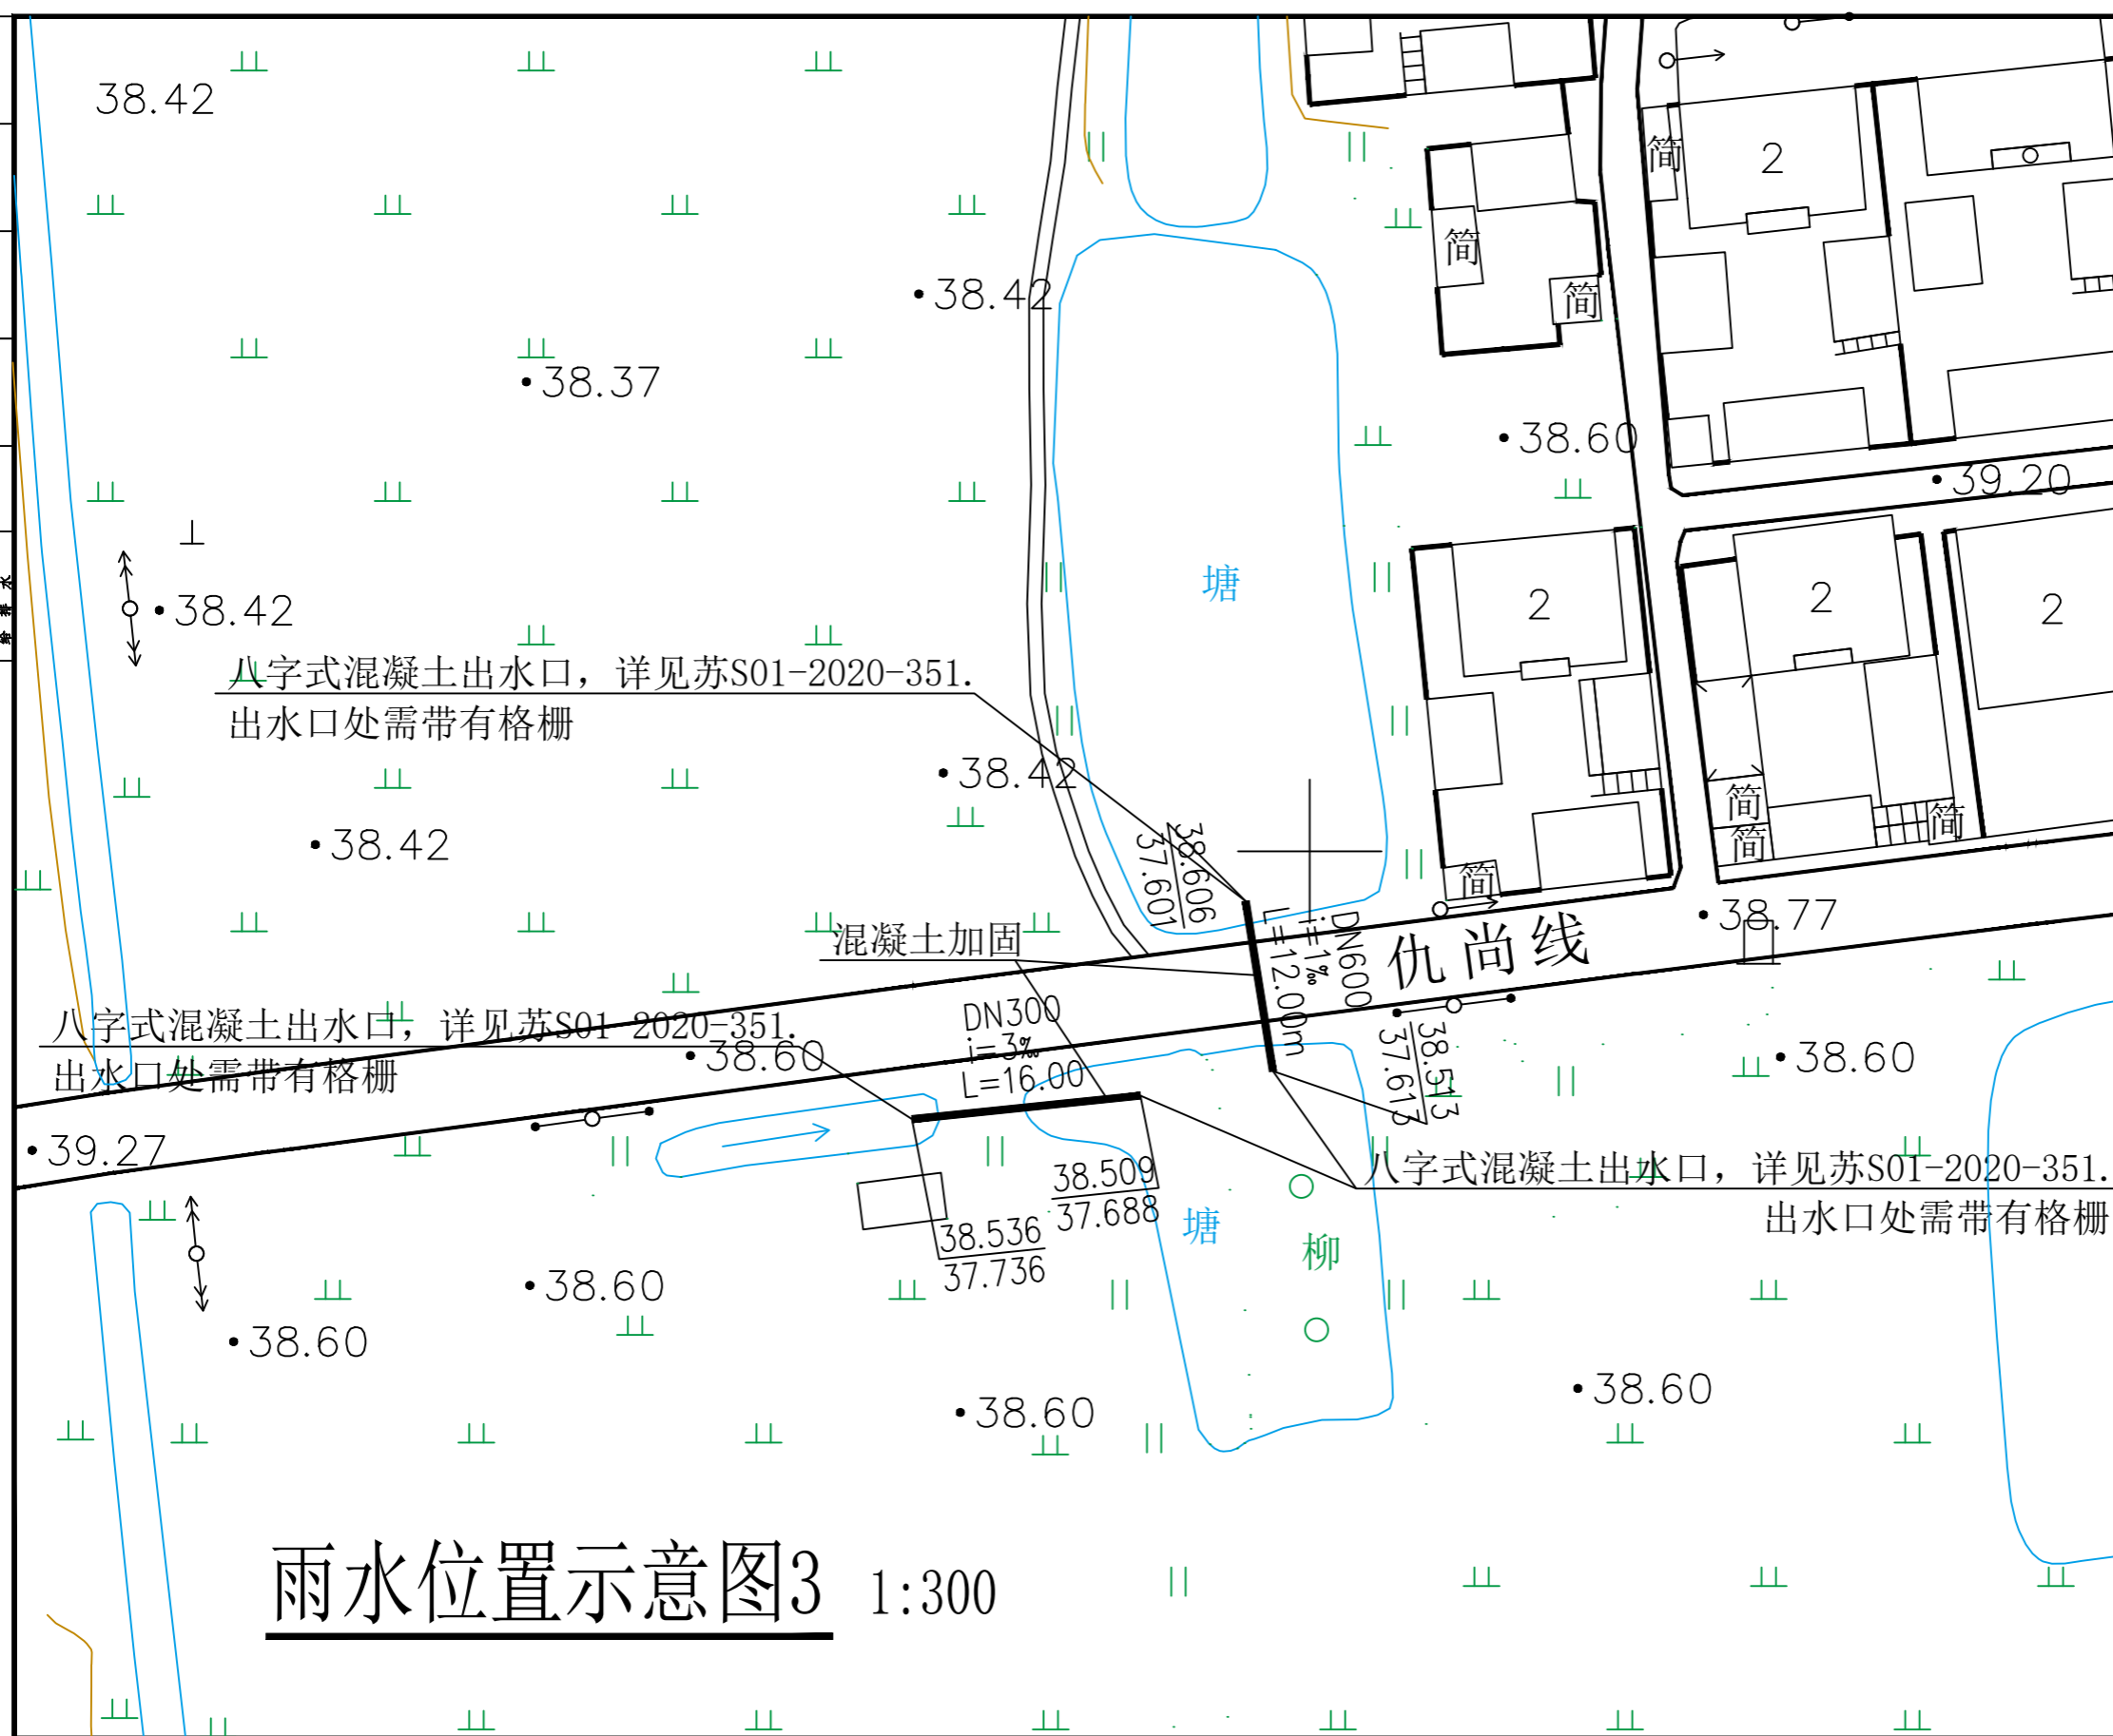 38.42
简
2
简
38.42
简
38.37
38.60
39.20
塘
2
2
2
38.42
给排水
八字式混凝土出水口，详见苏S01-2020-351.
出水口处需带有格栅
38.42
38.42
简
简
简
简
38.606
37.601
混凝土加固
DN600
i=1‰
L=12.00m
仇尚线
38.77
八字式混凝土出水口，详见苏S01-2020-351.
出水口处需带有格栅
38.60
DN300
i=3‰
L=16.00
38.513
37.613
38.60
39.27
八字式混凝土出水口，详见苏S01-2020-351.
出水口处需带有格栅
38.509
37.688
塘
柳
38.536
37.736
38.60
38.60
38.60
38.60
雨水位置示意图3 1:300